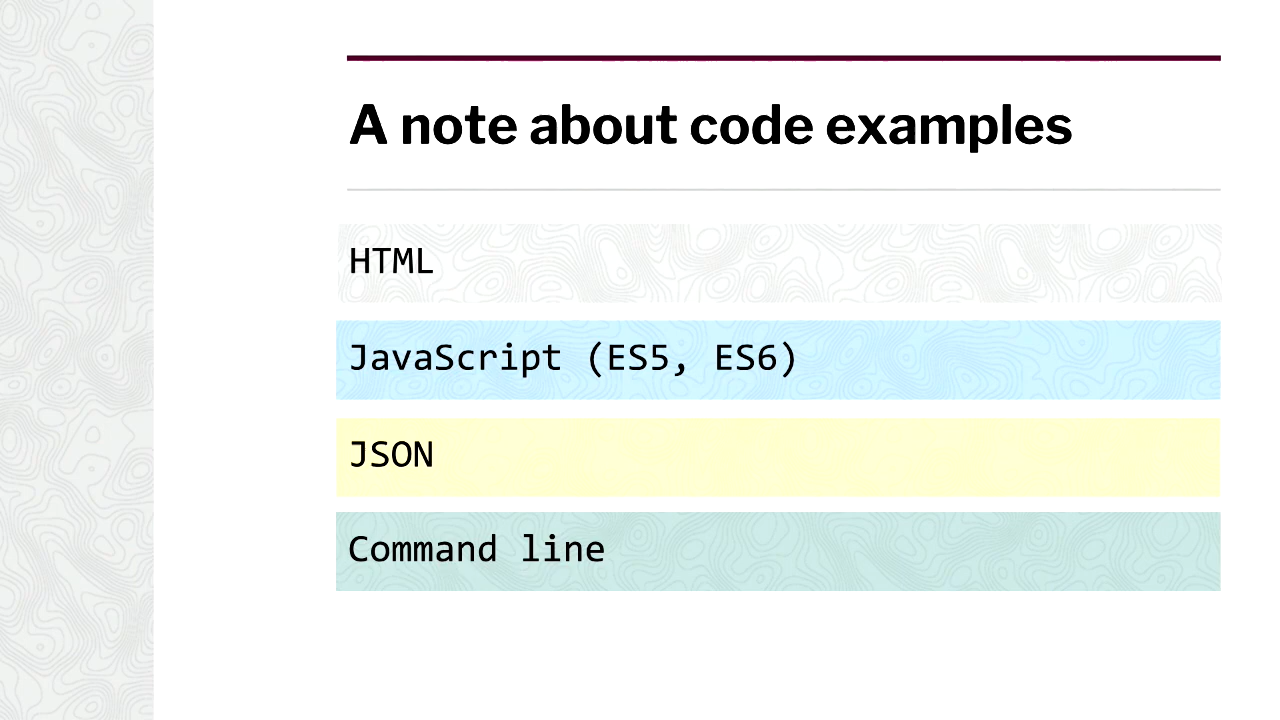 A note about code examples
HTML
JavaScript (ES5, ES6)
JSON
Command line